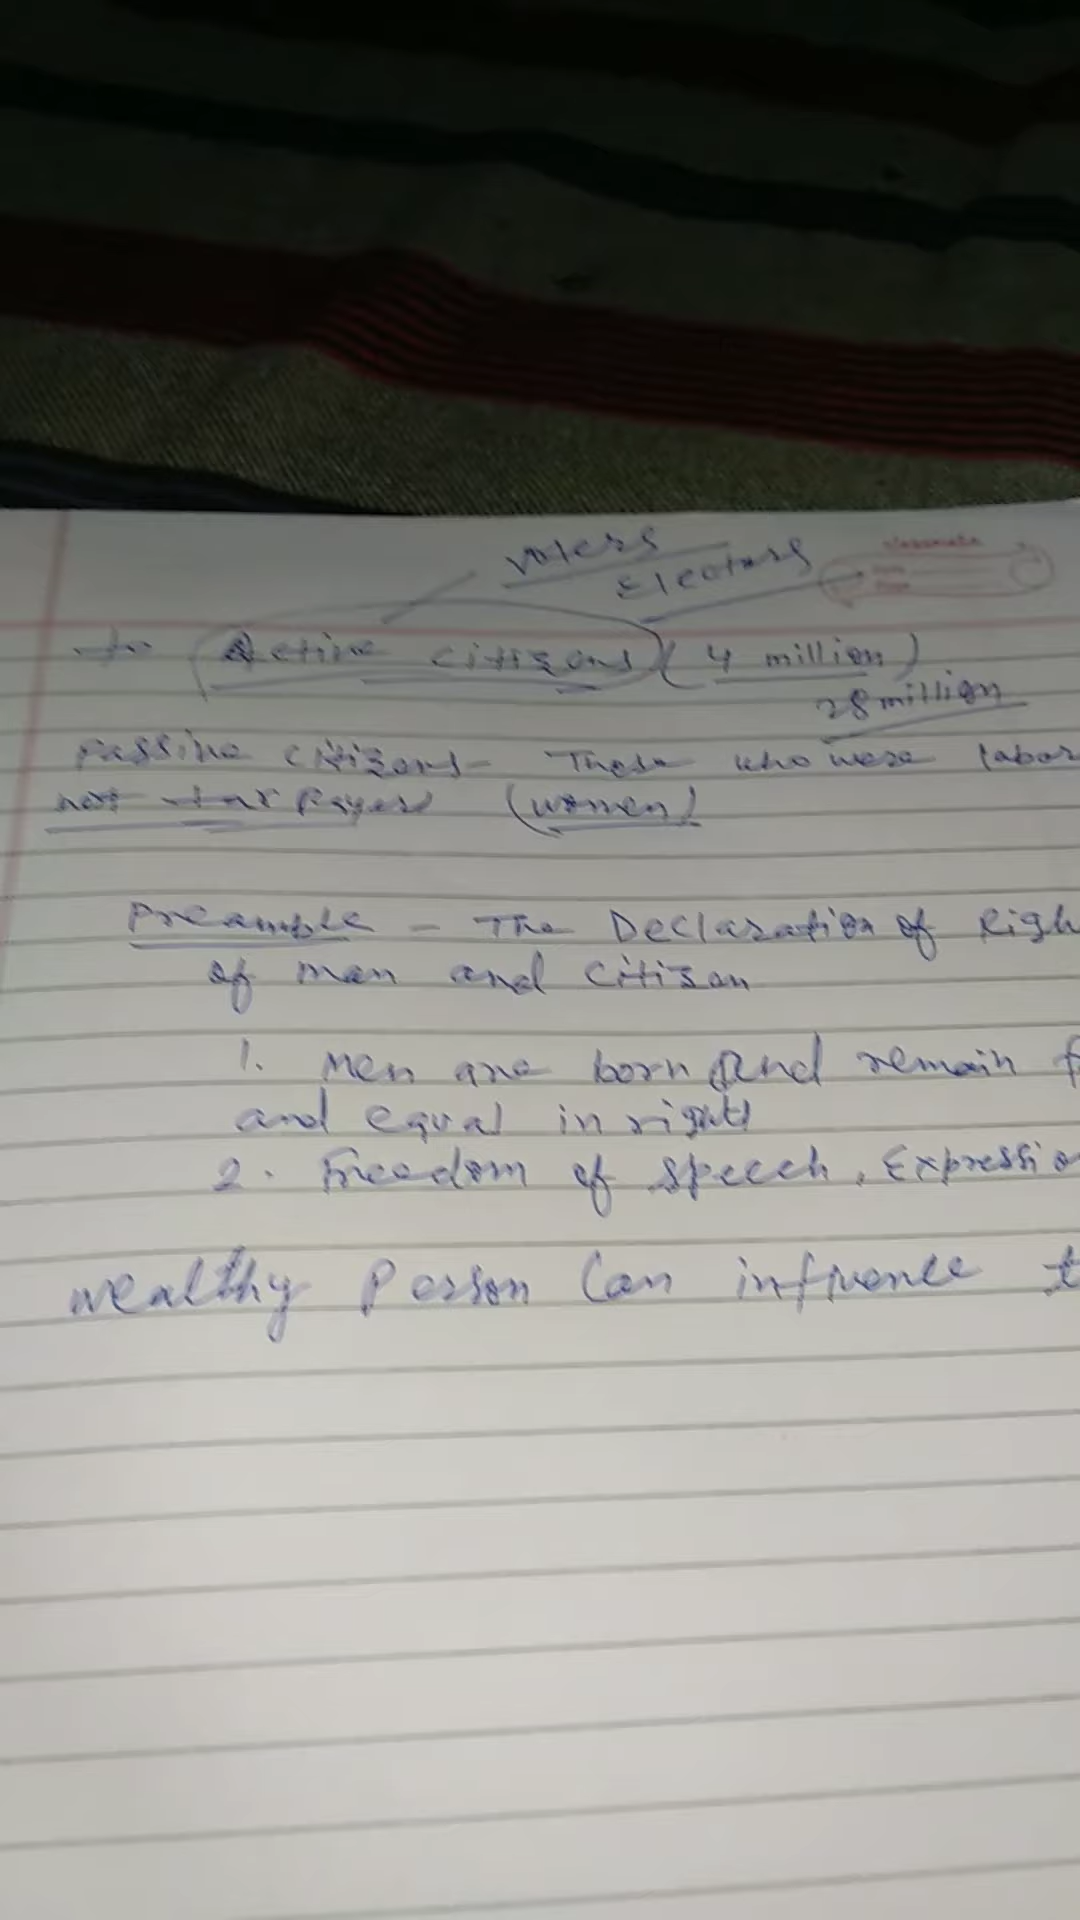 voters
Electors
to Active citizens (4 million)
28 million
Passive citizens - Those who were labor
not tax Payers (women)
Preamble - The Declaration of Righ
of man and citizen
1. Men are born and remain f
and equal in right
2. Freedom of speech, Expressio
wealthy Person Can influence t